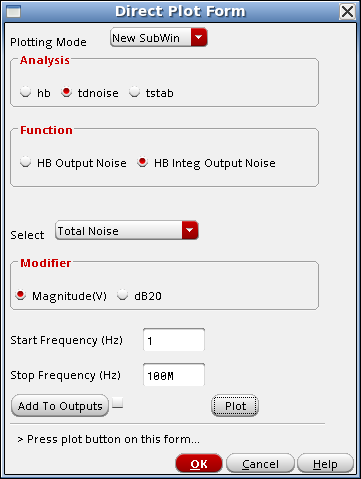 Direct Plot Form
Plotting Mode New SubWin
Analysis
hb tdnoise tstab
Function
HB Output Noise HB Integ Output Noise
Select Total Noise
Modifier
Magnitude(V) dB20
Start Frequency (Hz) 1
Stop Frequency (Hz) 100M
Add To Outputs Plot
> Press plot button on this form...
OK Cancel Help